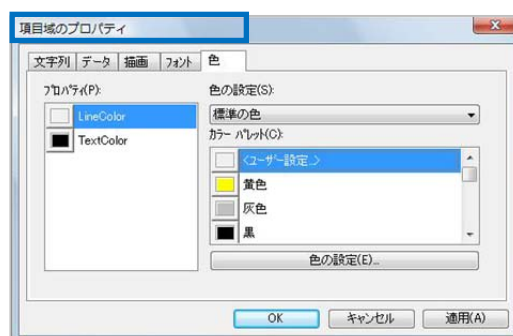 項目域のプロパティ
文字列 データ 描画 フォント 色
プロパティ(P):
LineColor
TextColor
色の設定(S):
標準の色
カラー パレット(C):
<ユーザー設定...>
黄色
灰色
黒
色の設定(E)...
OK キャンセル 適用(A)